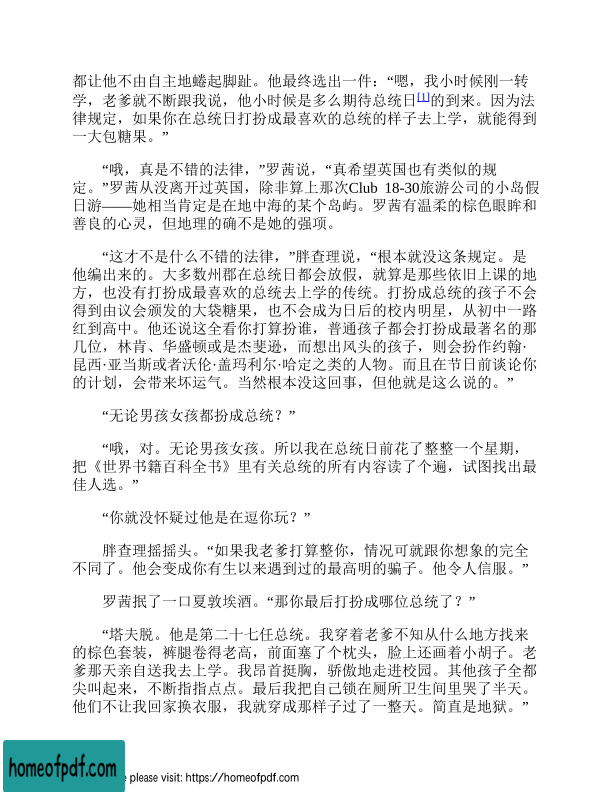 都让他不由自主地蜷起脚趾。他最终选出一件：“嗯，我小时候刚一转
学，老爹就不断跟我说，他小时候是多么期待总统日[1]的到来。因为法
律规定，如果你在总统日打扮成最喜欢的总统的样子去上学，就能得到
一大包糖果。”
“哦，真是不错的法律，”罗茜说，“真希望英国也有类似的规
定。”罗茜从没离开过英国，除非算上那次Club 18-30旅游公司的小岛假
日游——她相当肯定是在地中海的某个岛屿。罗茜有温柔的棕色眼眸和
善良的心灵，但地理的确不是她的强项。
“这才不是什么不错的法律，”胖查理说，“根本就没这条规定。是
他编出来的。大多数州郡在总统日都会放假，就算是那些依旧上课的地
方，也没有打扮成最喜欢的总统去上学的传统。打扮成总统的孩子不会
得到由议会颁发的大袋糖果，也不会成为日后的校内明星，从初中一路
红到高中。他还说这全看你打算扮谁，普通孩子都会打扮成最著名的那
几位，林肯、华盛顿或是杰斐逊，而想出风头的孩子，则会扮作约翰·
昆西·亚当斯或者沃伦·盖玛利尔·哈定之类的人物。而且在节日前谈论你
的计划，会带来坏运气。当然根本没这回事，但他就是这么说的。”
“无论男孩女孩都扮成总统？”
“哦，对。无论男孩女孩。所以我在总统日前花了整整一个星期，
把《世界书籍百科全书》里有关总统的所有内容读了个遍，试图找出最
佳人选。”
“你就没怀疑过他是在逗你玩？”
胖查理摇摇头。“如果我老爹打算整你，情况可就跟你想象的完全
不同了。他会变成你有生以来遇到过的最高明的骗子。他令人信服。”
罗茜抿了一口夏敦埃酒。“那你最后打扮成哪位总统了？”
“塔夫脱。他是第二十七任总统。我穿着老爹不知从什么地方找来
的棕色套装，裤腿卷得老高，前面塞了个枕头，脸上还画着小胡子。老
爹那天亲自送我去上学。我昂首挺胸，骄傲地走进校园。其他孩子全都
尖叫起来，不断指指点点。最后我把自己锁在厕所卫生间里哭了半天。
他们不让我回家换衣服，我就穿成那样子过了一整天。简直是地狱。”
homeofpdf.com
e please visit: https://homeofpdf.com